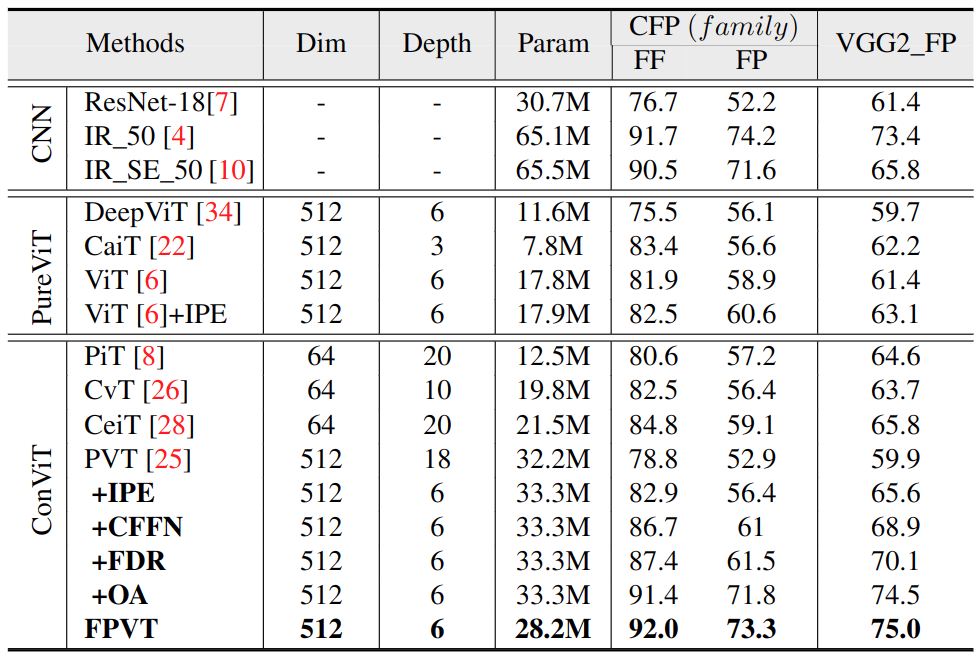 Methods Dim Depth Param CFP (family) VGG2_FP
FF FP
CNN
ResNet-18[7] - - 30.7M 76.7 52.2 61.4
IR_50 [4] - - 65.1M 91.7 74.2 73.4
IR_SE_50 [10] - - 65.5M 90.5 71.6 65.8
PureViT
DeepViT [34] 512 6 11.6M 75.5 56.1 59.7
CaiT [22] 512 3 7.8M 83.4 56.6 62.2
ViT [6] 512 6 17.8M 81.9 58.9 61.4
ViT [6]+IPE 512 6 17.9M 82.5 60.6 63.1
ConViT
PiT [8] 64 20 12.5M 80.6 57.2 64.6
CvT [26] 64 10 19.8M 82.5 56.4 63.7
CeiT [28] 64 20 21.5M 84.8 59.1 65.8
PVT [25] 512 18 32.2M 78.8 52.9 59.9
+IPE 512 6 33.3M 82.9 56.4 65.6
+CFFN 512 6 33.3M 86.7 61 68.9
+FDR 512 6 33.3M 87.4 61.5 70.1
+OA 512 6 33.3M 91.4 71.8 74.5
FPVT 512 6 28.2M 92.0 73.3 75.0